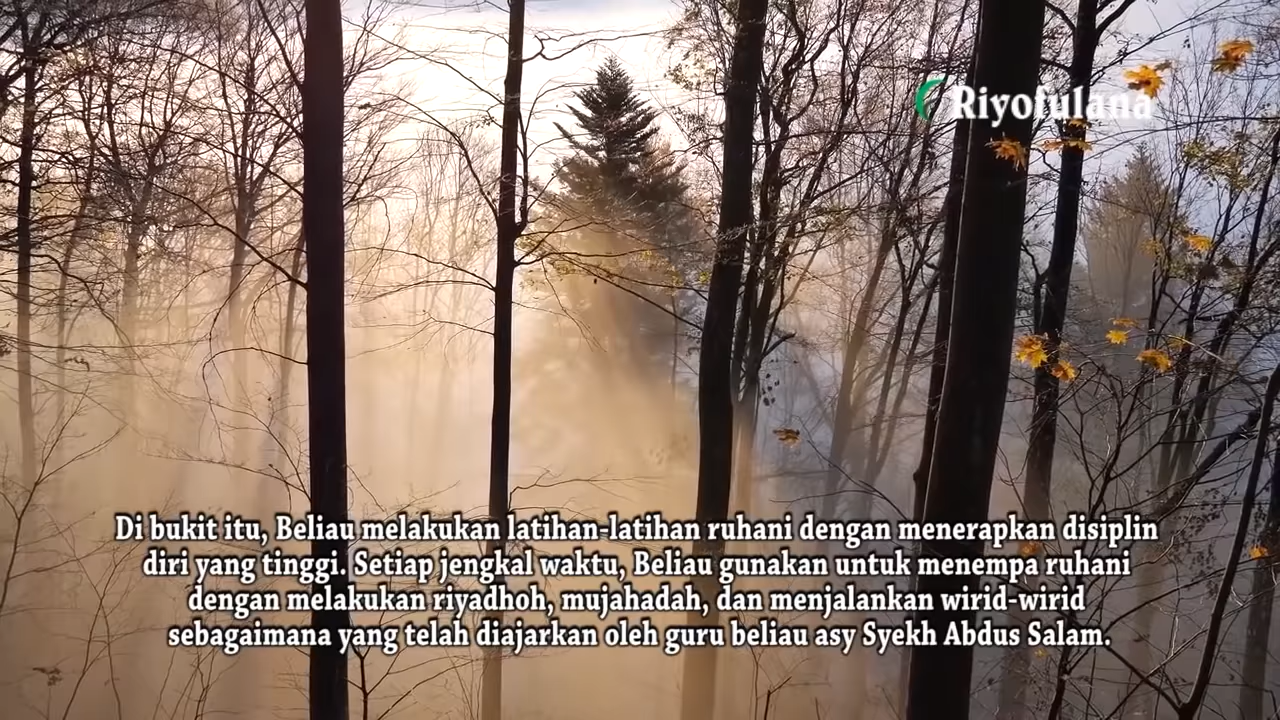 Riyofulana
Di bukit itu, Beliau melakukan latihan-latihan ruhani dengan menerapkan disiplin
diri yang tinggi. Setiap jengkal waktu, Beliau gunakan untuk menempa ruhani
dengan melakukan riyadhoh, mujahadah, dan menjalankan wirid-wirid
sebagaimana yang telah diajarkan oleh guru beliau asy Syekh Abdus Salam.